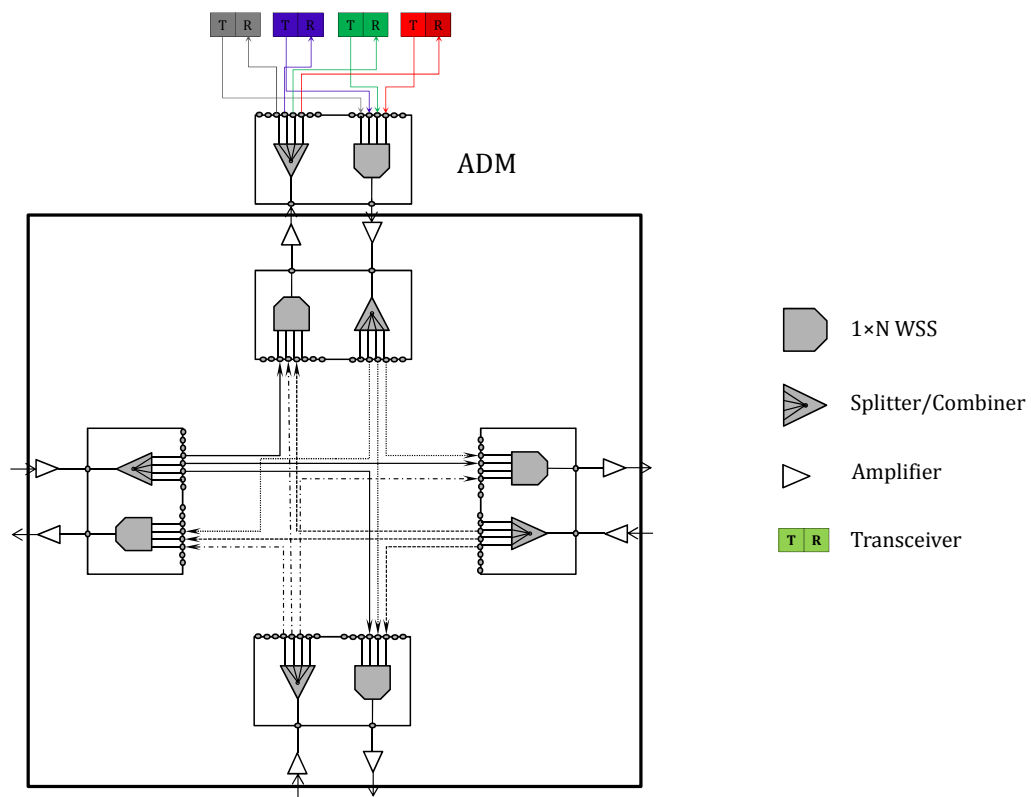 T R T R T R T R
ADM
1×N WSS
Splitter/Combiner
Amplifier
T R Transceiver